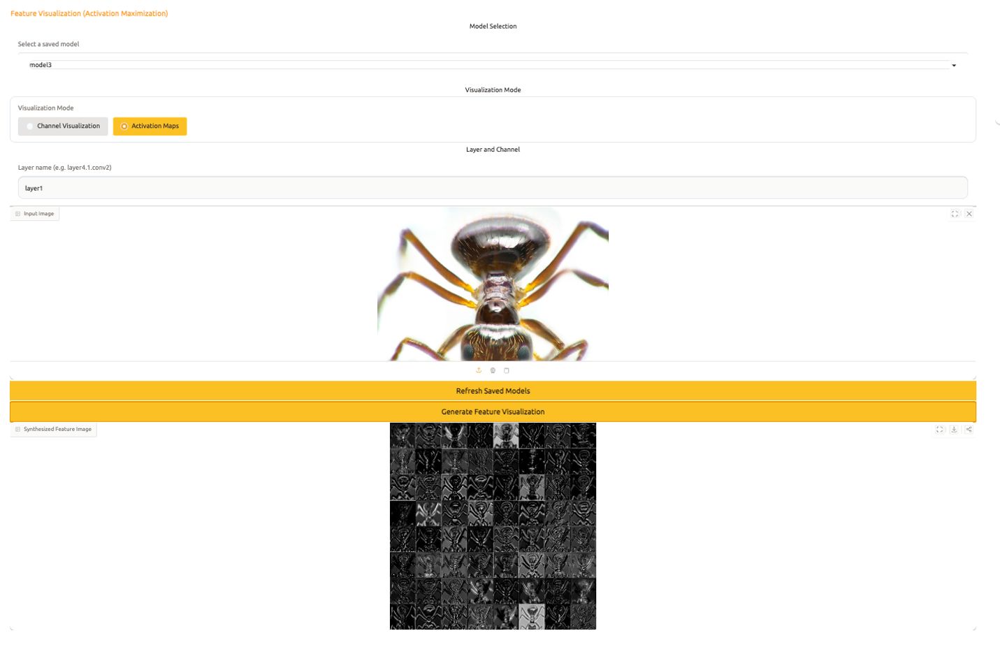 Feature Visualization (Activation Maximization)
Model Selection
Select a saved model
model3
Visualization Mode
Visualization Mode
Channel Visualization
Activation Maps
Layer and Channel
Layer name (e.g. layer4.1.conv2)
layer1
Input Image
Refresh Saved Models
Generate Feature Visualization
Synthesized Feature Image